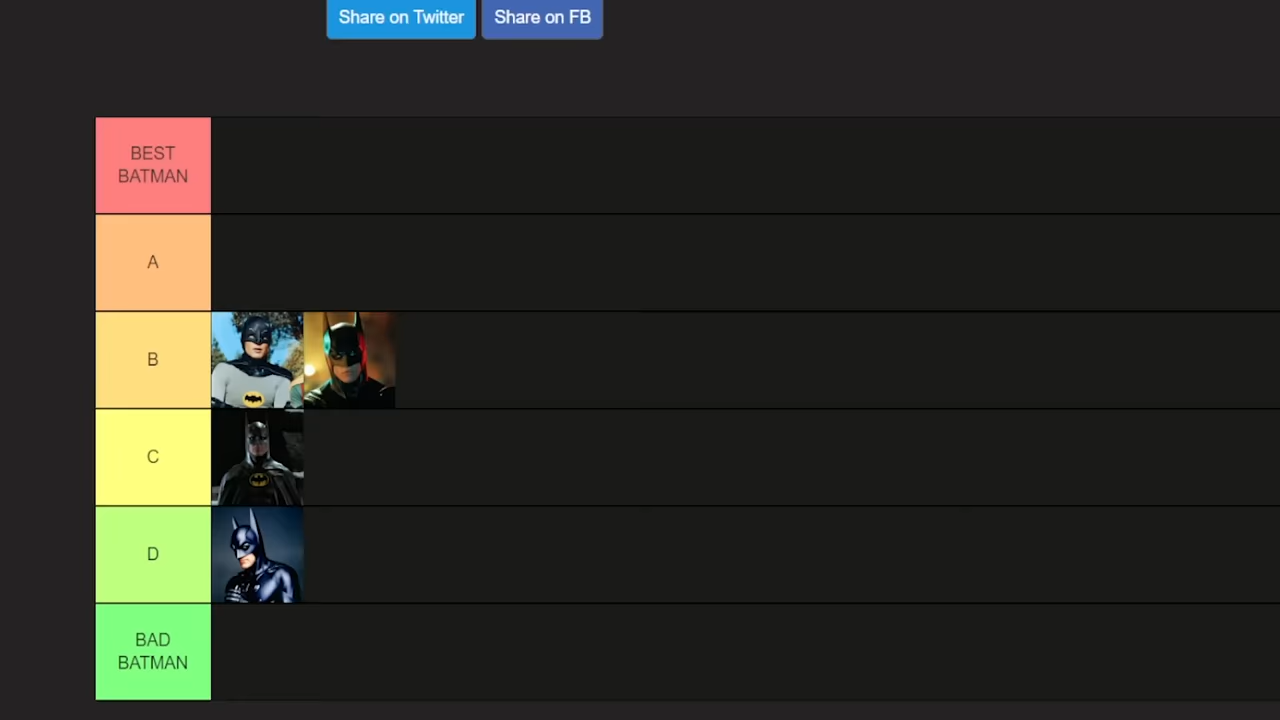 Share on Twitter
Share on FB
BEST
BATMAN
A
B
C
D
BAD
BATMAN